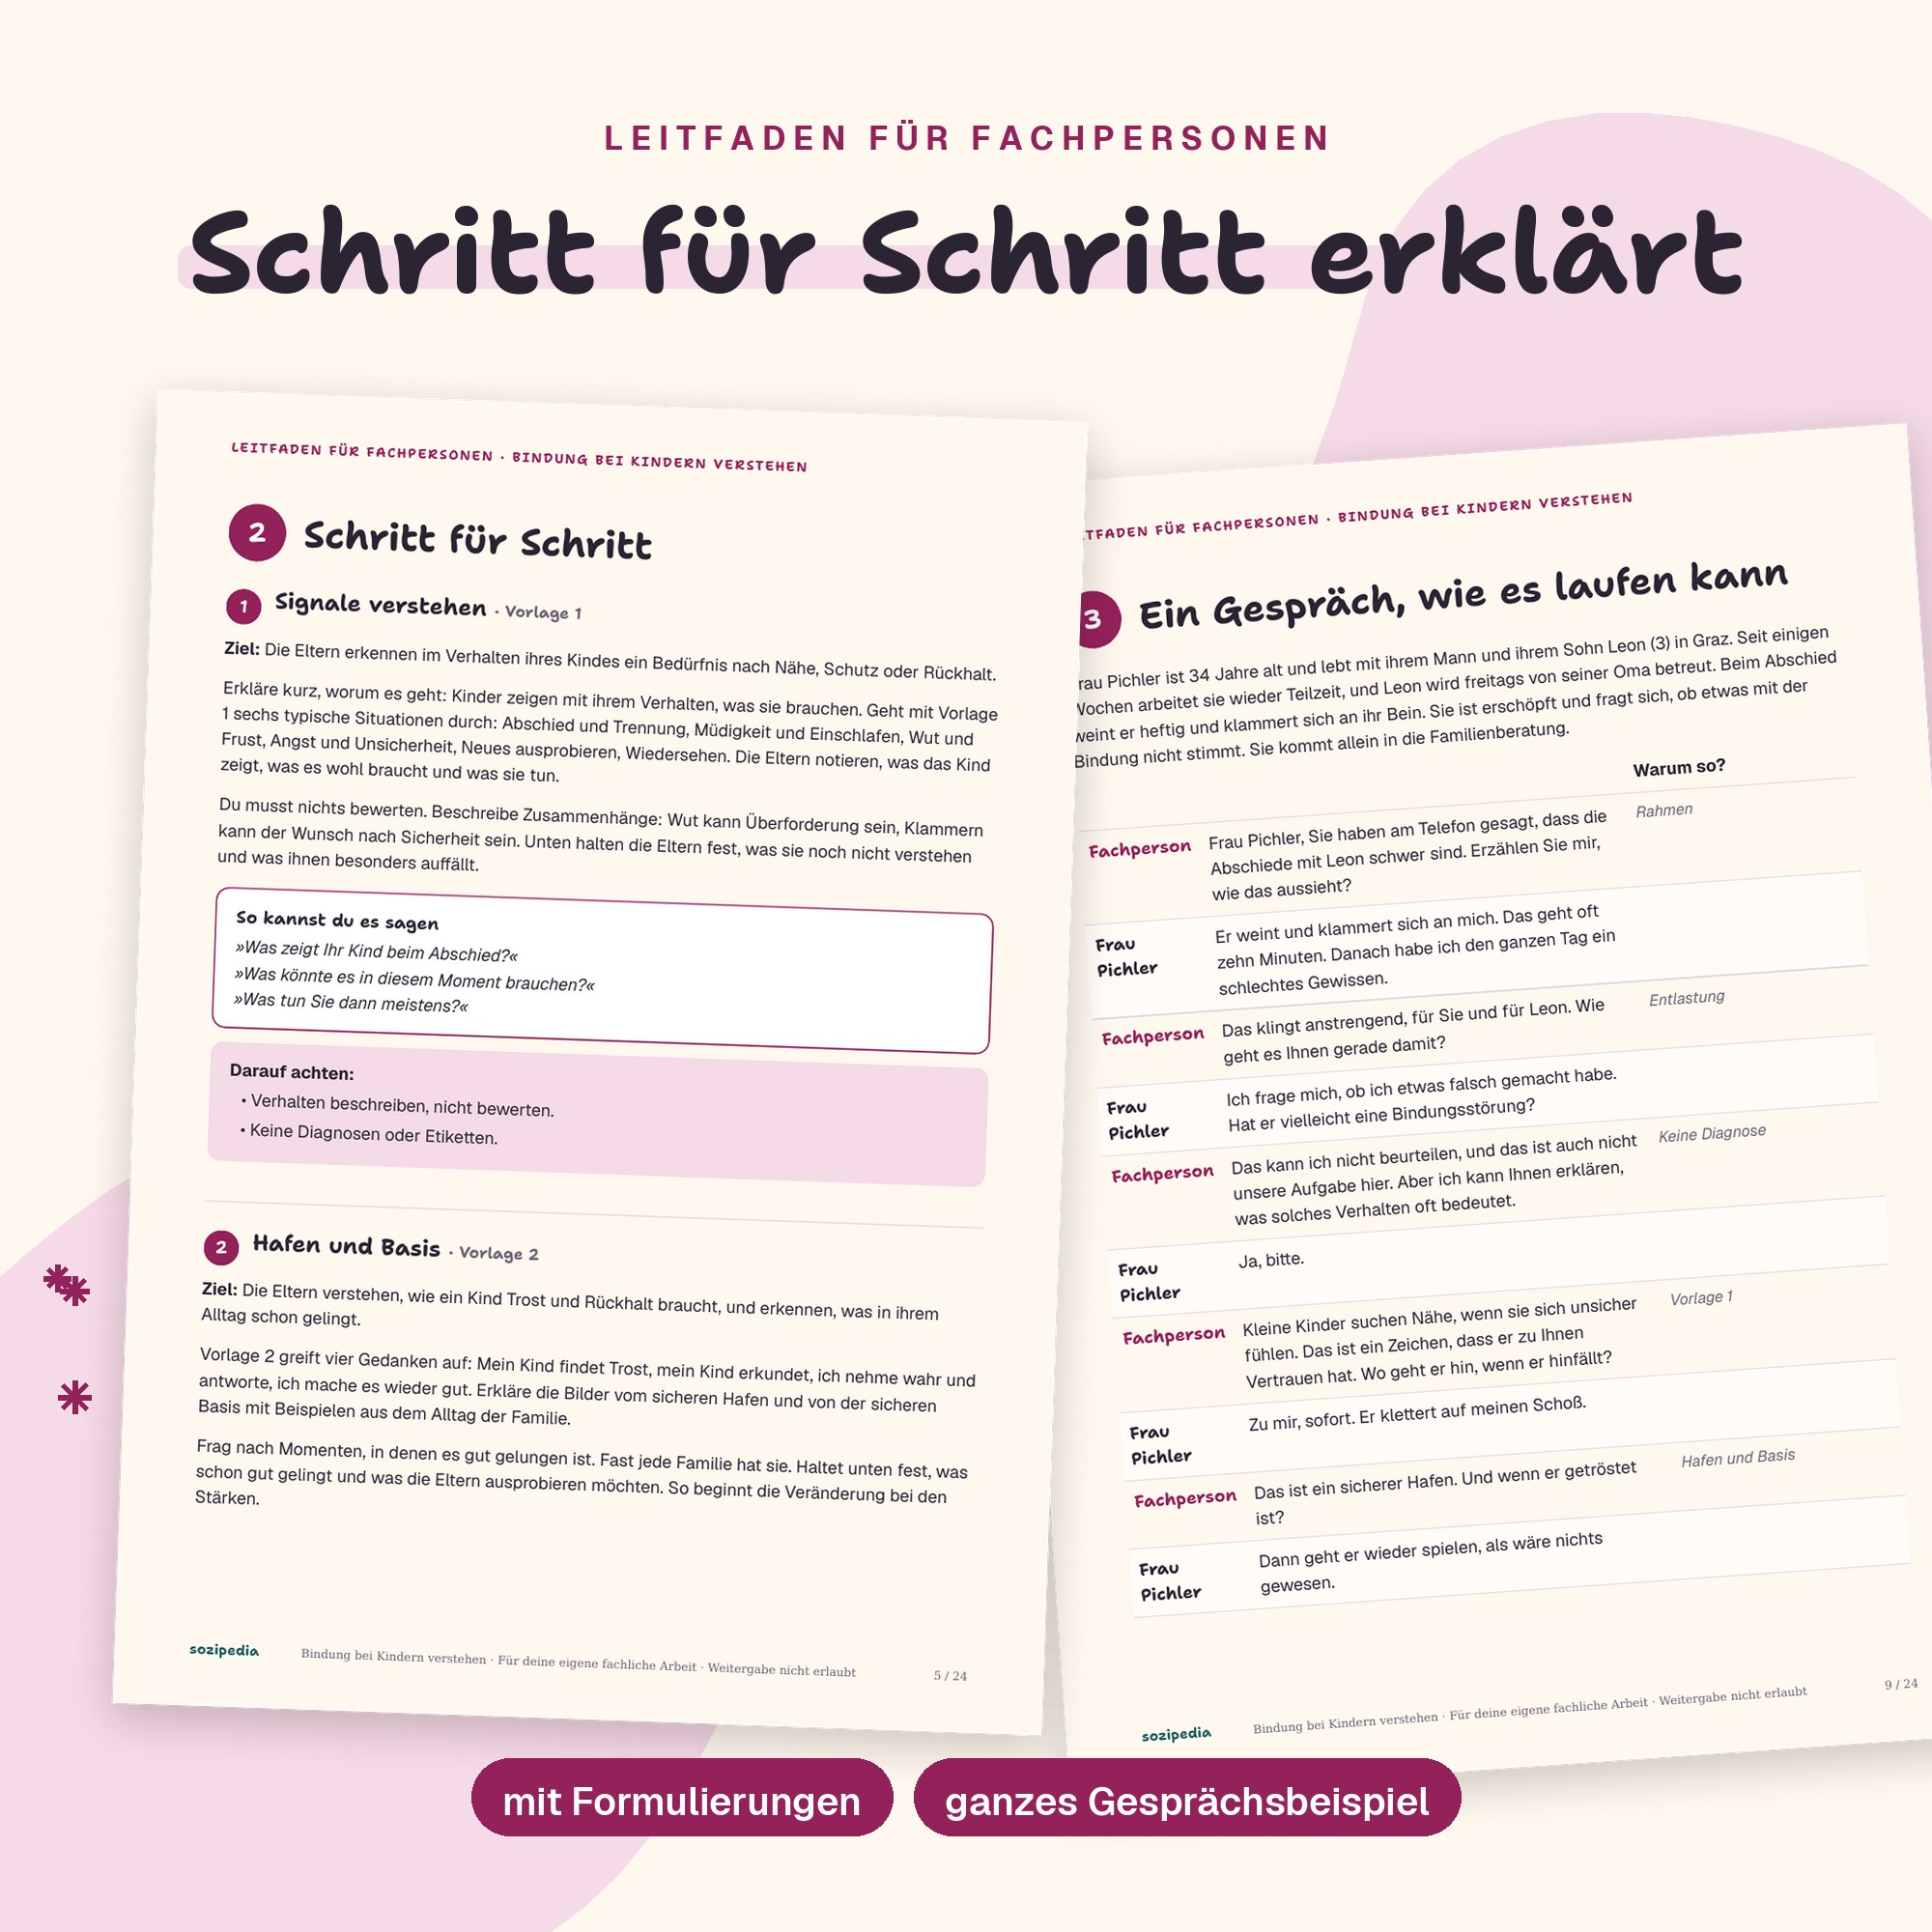 LEITFADEN FÜR FACHPERSONEN
Schritt für Schritt erklärt
LEITFADEN FÜR FACHPERSONEN · BINDUNG BEI KINDERN VERSTEHEN
2 Schritt für Schritt
1 Signale verstehen · Vorlage 1
Ziel: Die Eltern erkennen im Verhalten ihres Kindes ein Bedürfnis nach Nähe, Schutz oder Rückhalt.
Erkläre kurz, worum es geht: Kinder zeigen mit ihrem Verhalten, was sie brauchen. Geht mit Vorlage
1 sechs typische Situationen durch: Abschied und Trennung, Müdigkeit und Einschlafen, Wut und
Frust, Angst und Unsicherheit, Neues ausprobieren, Wiedersehen. Die Eltern notieren, was das Kind
zeigt, was es wohl braucht und was sie tun.
Du musst nichts bewerten. Beschreibe Zusammenhänge: Wut kann Überforderung sein, Klammern
kann der Wunsch nach Sicherheit sein. Unten halten die Eltern fest, was sie noch nicht verstehen
und was ihnen besonders auffällt.
So kannst du es sagen
»Was zeigt Ihr Kind beim Abschied?«
»Was könnte es in diesem Moment brauchen?«
»Was tun Sie dann meistens?«
Darauf achten:
• Verhalten beschreiben, nicht bewerten.
• Keine Diagnosen oder Etiketten.
2 Hafen und Basis · Vorlage 2
Ziel: Die Eltern verstehen, wie ein Kind Trost und Rückhalt braucht, und erkennen, was in ihrem
Alltag schon gelingt.
Vorlage 2 greift vier Gedanken auf: Mein Kind findet Trost, mein Kind erkundet, ich nehme wahr und
antworte, ich mache es wieder gut. Erkläre die Bilder vom sicheren Hafen und von der sicheren
Basis mit Beispielen aus dem Alltag der Familie.
Frag nach Momenten, in denen es gut gelungen ist. Fast jede Familie hat sie. Haltet unten fest, was
schon gut gelingt und was die Eltern ausprobieren möchten. So beginnt die Veränderung bei den
Stärken.
sozipedia Bindung bei Kindern verstehen · Für deine eigene fachliche Arbeit · Weitergabe nicht erlaubt 5 / 24
FÜR FACHPERSONEN · BINDUNG BEI KINDERN VERSTEHEN
3 Ein Gespräch, wie es laufen kann
Pichler ist 34 Jahre alt und lebt mit ihrem Mann und ihrem Sohn Leon (3) in Graz. Seit einigen
Wochen arbeitet sie wieder Teilzeit, und Leon wird freitags von seiner Oma betreut. Beim Abschied
weint er heftig und klammert sich an ihr Bein. Sie ist erschöpft und fragt sich, ob etwas mit der
Bindung nicht stimmt. Sie kommt allein in die Familienberatung.
Warum so?
Fachperson Frau Pichler, Sie haben am Telefon gesagt, dass die Rahmen
Abschiede mit Leon schwer sind. Erzählen Sie mir,
wie das aussieht?
Frau Er weint und klammert sich an mich. Das geht oft
Pichler zehn Minuten. Danach habe ich den ganzen Tag ein
schlechtes Gewissen.
Fachperson Das klingt anstrengend, für Sie und für Leon. Wie Entlastung
geht es Ihnen gerade damit?
Frau Ich frage mich, ob ich etwas falsch gemacht habe.
Pichler Hat er vielleicht eine Bindungsstörung?
Fachperson Das kann ich nicht beurteilen, und das ist auch nicht Keine Diagnose
unsere Aufgabe hier. Aber ich kann Ihnen erklären,
was solches Verhalten oft bedeutet.
Frau Ja, bitte.
Pichler
Fachperson Kleine Kinder suchen Nähe, wenn sie sich unsicher Vorlage 1
fühlen. Das ist ein Zeichen, dass er zu Ihnen
Vertrauen hat. Wo geht er hin, wenn er hinfällt?
Frau Zu mir, sofort. Er klettert auf meinen Schoß.
Pichler
Fachperson Das ist ein sicherer Hafen. Und wenn er getröstet Hafen und Basis
ist?
Frau Dann geht er wieder spielen, als wäre nichts
Pichler gewesen.
sozipedia Bindung bei Kindern verstehen · Für deine eigene fachliche Arbeit · Weitergabe nicht erlaubt 9 / 24
mit Formulierungen
ganzes Gesprächsbeispiel